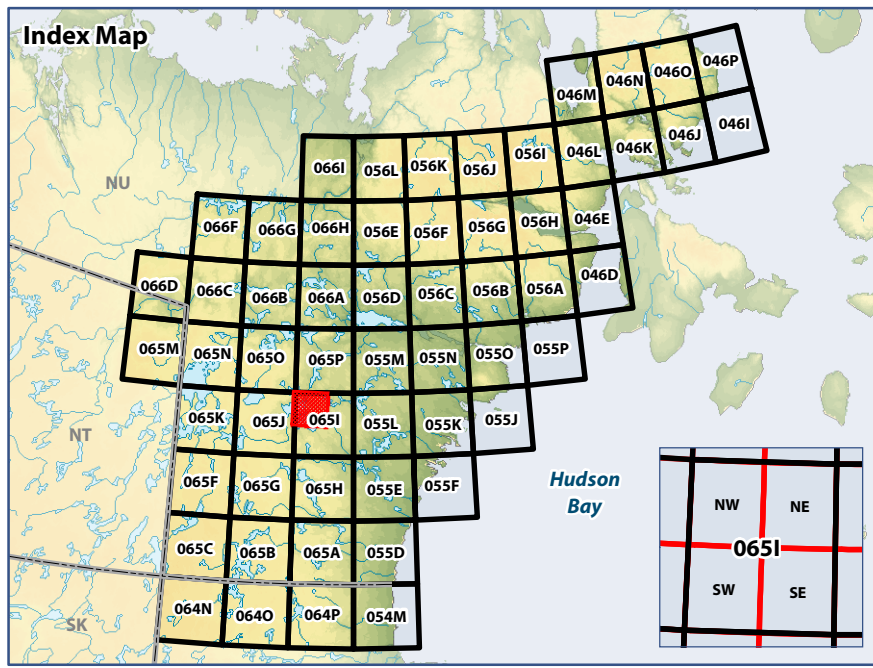 Index Map
046M 046N 046O 046P
066I 056L 056K 056J 056I 046L 046K 046J 046I
NU
066F 066G 066H 056E 056F 056G 056H 046E
066D 066C 066B 066A 056D 056C 056B 056A 046D
065M 065N 065O 065P 055M 055N 055O 055P
NT
065K 065J 065I 055L 055K 055J
065F 065G 065H 055E 055F
Hudson
Bay
065C 065B 065A 055D
SK
064N 064O 064P 054M
NW NE
065I
SW SE